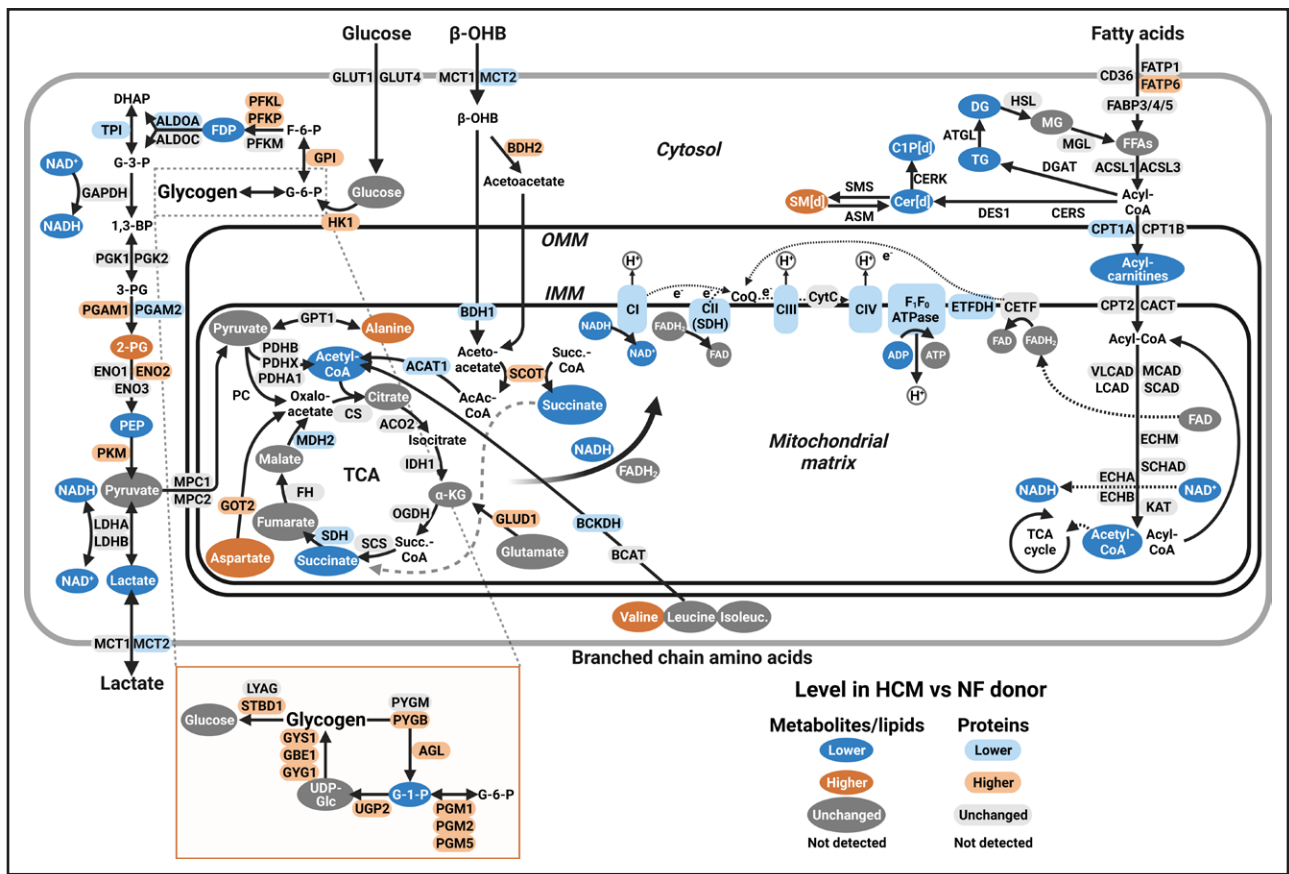 Glucose
β-OHB
Fatty acids
GLUT1 GLUT4
MCT1 MCT2
CD36
FATP1
FATP6
DHAP
PFKL
PFKP
PFKM
ALDOA
ALDOC
FDP
F-6-P
TPI
β-OHB
BDH2
Acetoacetate
Cytosol
NAD⁺
G-3-P
GAPDH
NADH
GPI
Glycogen
G-6-P
Glucose
HK1
1,3-BP
DG
HSL
MG
MGL
ATGL
TG
DGAT
FABP3/4/5
FFAs
ACSL1 ACSL3
Acyl-
CoA
C1P[d]
CERK
SMS
SM[d]
ASM
Cer[d]
DES1
CERS
CPT1A CPT1B
OMM
IMM
PGK1 PGK2
3-PG
PGAM1 PGAM2
2-PG
ENO1 ENO2
ENO3
PEP
PKM
Pyruvate
NADH
LDHA
LDHB
NAD⁺
Lactate
MCT1 MCT2
Lactate
MPC1
MPC2
H⁺
H⁺
H⁺
e⁻
e⁻
e⁻
e⁻
CoQ
CytC
CI
CII
(SDH)
CIII
CIV
F₁F₀
ATPase
ETFDH
CETF
NADH
NAD⁺
FADH₂
FAD
ADP
ATP
H⁺
FAD
FADH₂
Acyl-
carnitines
CPT2 CACT
Acyl-CoA
VLCAD
LCAD
MCAD
SCAD
FAD
ECHM
SCHAD
ECHA
ECHB
NADH
NAD⁺
KAT
TCA
cycle
Acetyl-
CoA
Acyl-
CoA
Pyruvate
GPT1
Alanine
PDHB
PDHX
PDHA1
Acetyl-
CoA
PC
Oxalo-
acetate
CS
Citrate
ACO2
Isocitrate
IDH1
α-KG
OGDH
Succ.-
CoA
SCS
Succinate
SDH
Fumarate
FH
Malate
MDH2
TCA
GOT2
Aspartate
GLUD1
Glutamate
BDH1
Aceto-
acetate
ACAT1
AcAc-
CoA
SCOT
Succ.-
CoA
Succinate
NADH
FADH₂
Mitochondrial
matrix
BCKDH
BCAT
Valine
Leucine
Isoleuc.
Branched chain amino acids
LYAG
STBD1
Glucose
Glycogen
PYGM
PYGB
GYS1
GBE1
GYG1
AGL
UDP-
Glc
UGP2
G-1-P
G-6-P
PGM1
PGM2
PGM5
Level in HCM vs NF donor
Metabolites/lipids
Proteins
Lower
Lower
Higher
Higher
Unchanged
Unchanged
Not detected
Not detected